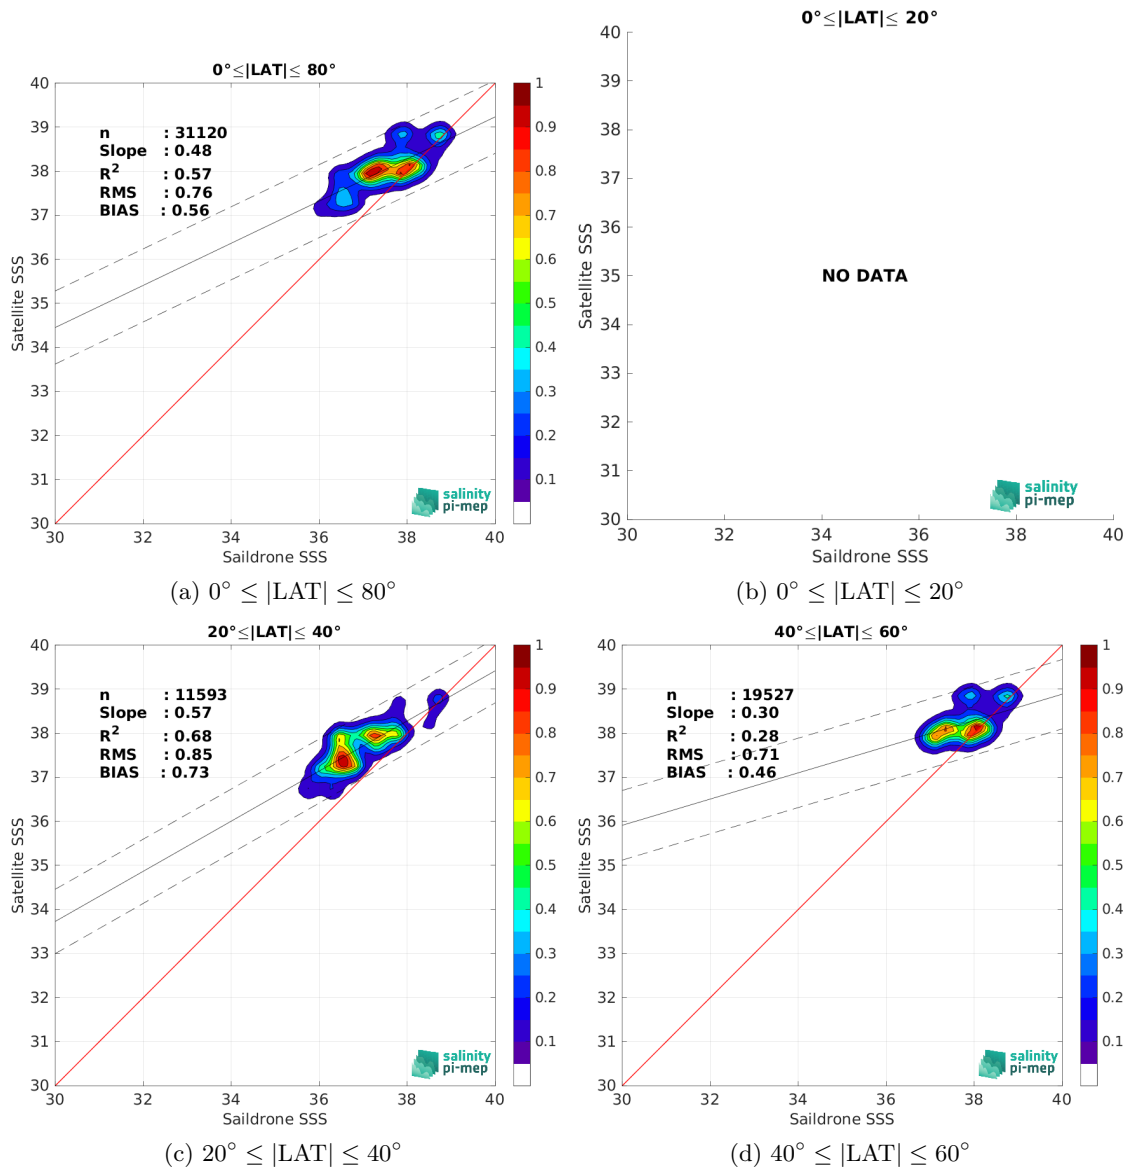 0°≤|LAT|≤ 80°
40
39
38
37
36
35
34
33
32
31
30
Satellite SSS
n : 31120
Slope : 0.48
R² : 0.57
RMS : 0.76
BIAS : 0.56
salinity
pi-mep
30 32 34 36 38 40
Saildrone SSS
1
0.9
0.8
0.7
0.6
0.5
0.4
0.3
0.2
0.1
(a) 0° ≤ |LAT| ≤ 80°
0°≤|LAT|≤ 20°
40
39
38
37
36
35
34
33
32
31
30
Satellite SSS
NO DATA
salinity
pi-mep
30 32 34 36 38 40
Saildrone SSS
(b) 0° ≤ |LAT| ≤ 20°
20°≤|LAT|≤ 40°
40
39
38
37
36
35
34
33
32
31
30
Satellite SSS
n : 11593
Slope : 0.57
R² : 0.68
RMS : 0.85
BIAS : 0.73
salinity
pi-mep
30 32 34 36 38 40
Saildrone SSS
1
0.9
0.8
0.7
0.6
0.5
0.4
0.3
0.2
0.1
(c) 20° ≤ |LAT| ≤ 40°
40°≤|LAT|≤ 60°
40
39
38
37
36
35
34
33
32
31
30
Satellite SSS
n : 19527
Slope : 0.30
R² : 0.28
RMS : 0.71
BIAS : 0.46
salinity
pi-mep
30 32 34 36 38 40
Saildrone SSS
1
0.9
0.8
0.7
0.6
0.5
0.4
0.3
0.2
0.1
(d) 40° ≤ |LAT| ≤ 60°